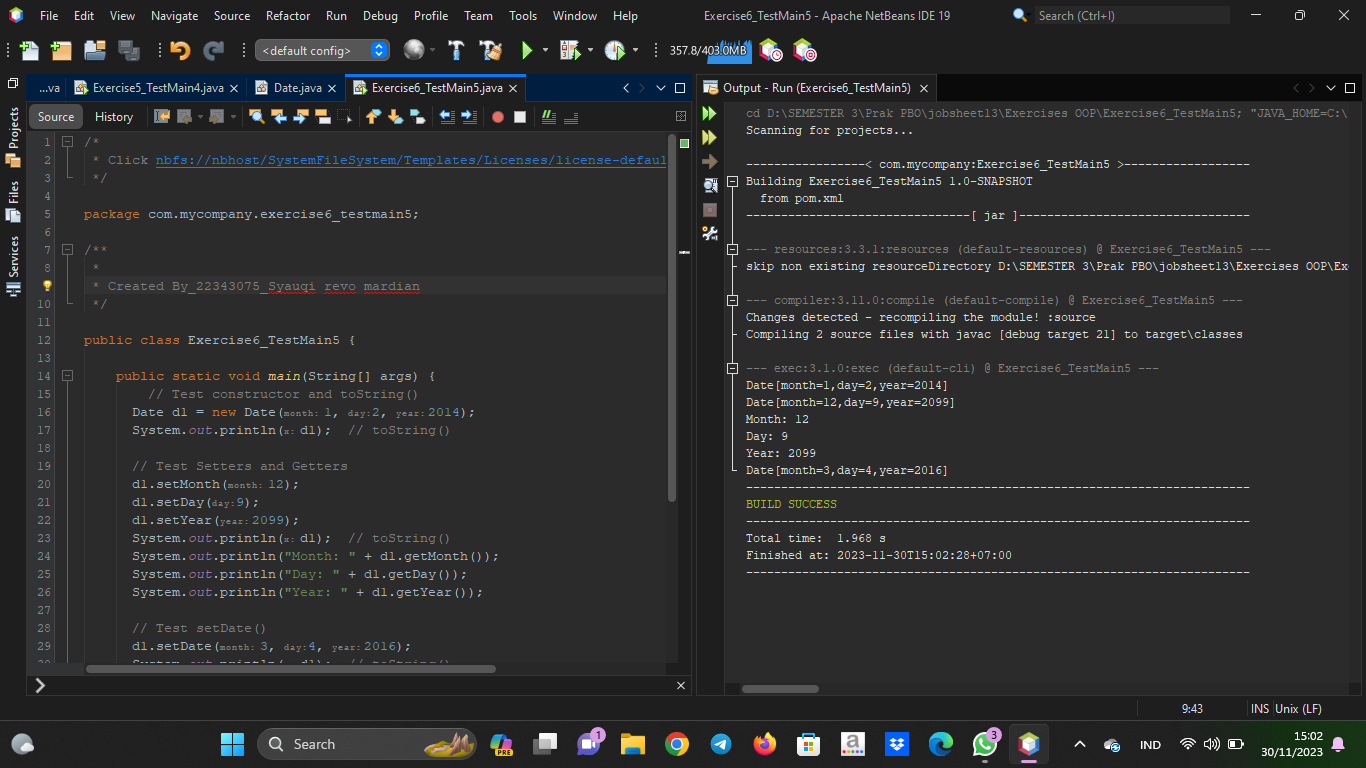 File Edit View Navigate Source Refactor Run Debug Profile Team Tools Window Help
Exercise6_TestMain5 - Apache NetBeans IDE 19
Search (Ctrl+I)
<default config>
357.8/403.0MB
...va
Exercise5_TestMain4.java
Date.java
Exercise6_TestMain5.java
Projects
Files
Services
Source
History
1 /*
2 * Click nbfs://nbhost/SystemFileSystem/Templates/Licenses/license-defaul
3 */
4
5 package com.mycompany.exercise6_testmain5;
6
7 /**
8 *
* Created By_22343075_Syauqi revo mardian
10 */
11
12 public class Exercise6_TestMain5 {
13
14 public static void main(String[] args) {
15 // Test constructor and toString()
16 Date d1 = new Date(month: 1, day:2, year: 2014);
17 System.out.println(x: d1); // toString()
18
19 // Test Setters and Getters
20 d1.setMonth(month: 12);
21 d1.setDay(day:9);
22 d1.setYear(year: 2099);
23 System.out.println(x: d1); // toString()
24 System.out.println("Month: " + d1.getMonth());
25 System.out.println("Day: " + d1.getDay());
26 System.out.println("Year: " + d1.getYear());
27
28 // Test setDate()
29 d1.setDate(month: 3, day:4, year: 2016);
Output - Run (Exercise6_TestMain5)
cd D:\SEMESTER 3\Prak PBO\jobsheet13\Exercises OOP\Exercise6_TestMain5; "JAVA_HOME=C:\
Scanning for projects...
-----------------< com.mycompany:Exercise6_TestMain5 >------------------
Building Exercise6_TestMain5 1.0-SNAPSHOT
from pom.xml
--------------------------------[ jar ]---------------------------------
--- resources:3.3.1:resources (default-resources) @ Exercise6_TestMain5 ---
skip non existing resourceDirectory D:\SEMESTER 3\Prak PBO\jobsheet13\Exercises OOP\Ex
--- compiler:3.11.0:compile (default-compile) @ Exercise6_TestMain5 ---
Changes detected - recompiling the module! :source
Compiling 2 source files with javac [debug target 21] to target\classes
--- exec:3.1.0:exec (default-cli) @ Exercise6_TestMain5 ---
Date[month=1,day=2,year=2014]
Date[month=12,day=9,year=2099]
Month: 12
Day: 9
Year: 2099
Date[month=3,day=4,year=2016]
------------------------------------------------------------------------
BUILD SUCCESS
------------------------------------------------------------------------
Total time:  1.968 s
Finished at: 2023-11-30T15:02:28+07:00
------------------------------------------------------------------------
9:43
INS Unix (LF)
Search
PRE
1
a
3
IND
15:02
30/11/2023